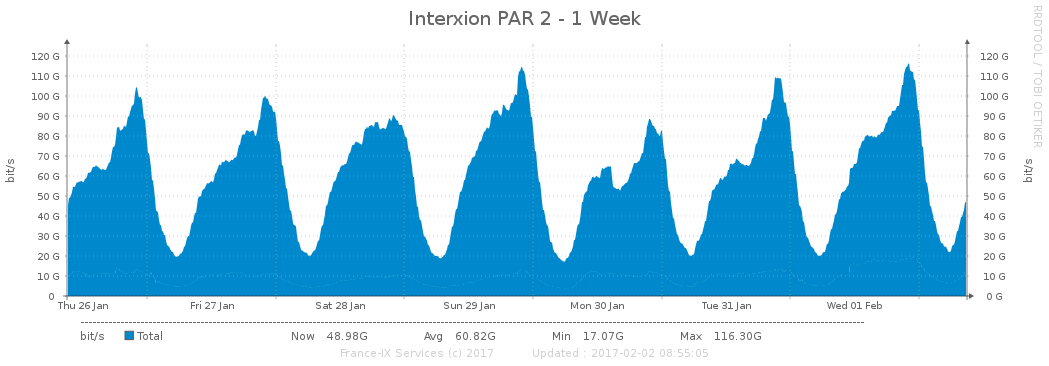 Interxion PAR 2 - 1 Week
RRDTOOL / TOBI OETIKER
120 G 120 G
110 G 110 G
100 G 100 G
90 G 90 G
80 G 80 G
70 G 70 G
60 G 60 G
50 G 50 G
40 G 40 G
30 G 30 G
20 G 20 G
10 G 10 G
0 0 G
bit/s
bit/s
Thu 26 Jan Fri 27 Jan Sat 28 Jan Sun 29 Jan Mon 30 Jan Tue 31 Jan Wed 01 Feb
bit/s Total Now 48.98G Avg 60.82G Min 17.07G Max 116.30G
France-IX Services (c) 2017 Updated : 2017-02-02 08:55:05